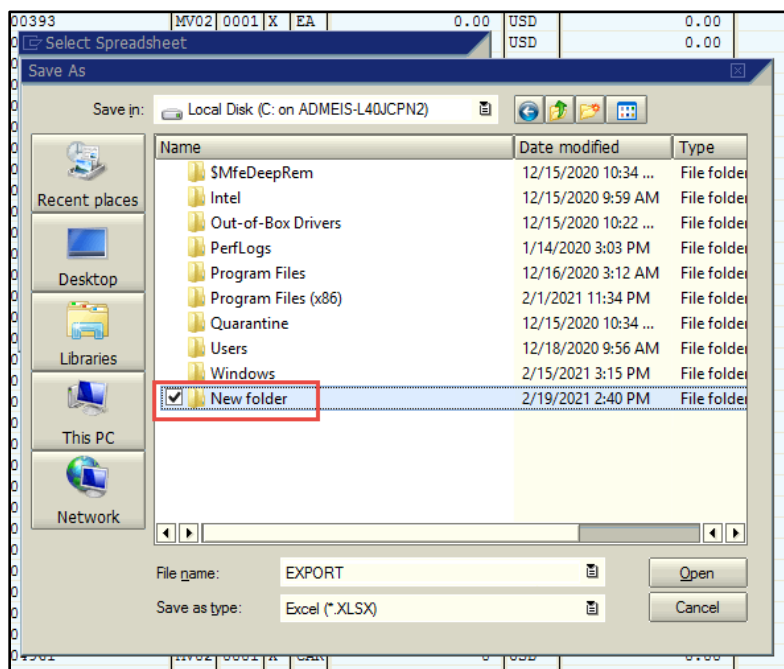 00393 MV02 0001 X EA 0.00 USD 0.00
Select Spreadsheet USD 0.00
Save As
Save in: Local Disk (C: on ADMEIS-L40JCPN2)
Name Date modified Type
$MfeDeepRem 12/15/2020 10:34 ... File folder
Intel 12/15/2020 9:59 AM File folder
Out-of-Box Drivers 12/15/2020 10:22 ... File folder
PerfLogs 1/14/2020 3:03 PM File folder
Program Files 12/16/2020 3:12 AM File folder
Program Files (x86) 2/1/2021 11:34 PM File folder
Quarantine 12/15/2020 10:34 ... File folder
Users 12/18/2020 9:56 AM File folder
Windows 2/15/2021 3:15 PM File folder
New folder 2/19/2021 2:40 PM File folder
Recent places
Desktop
Libraries
This PC
Network
File name: EXPORT Open
Save as type: Excel (*.XLSX) Cancel